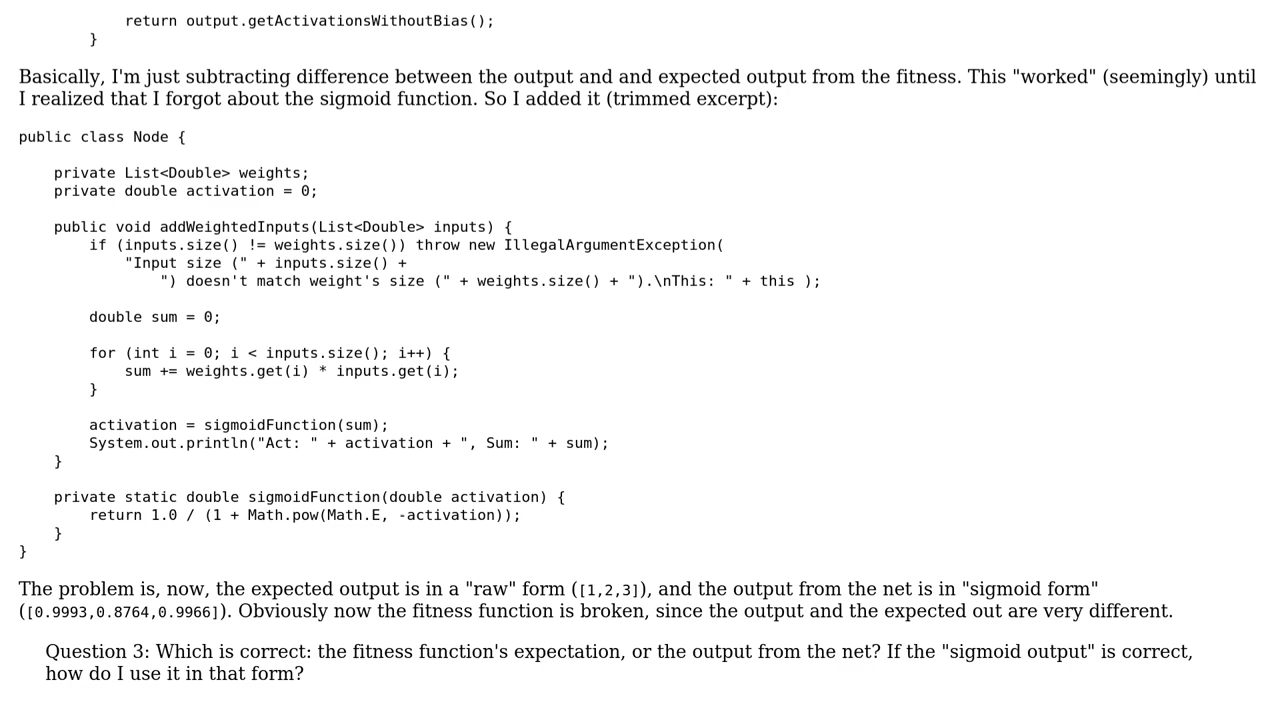 return output.getActivationsWithoutBias();
        }
Basically, I'm just subtracting difference between the output and and expected output from the fitness. This "worked" (seemingly) until
I realized that I forgot about the sigmoid function. So I added it (trimmed excerpt):
public class Node {
    private List<Double> weights;
    private double activation = 0;
    public void addWeightedInputs(List<Double> inputs) {
        if (inputs.size() != weights.size()) throw new IllegalArgumentException(
            "Input size (" + inputs.size() +
                ") doesn't match weight's size (" + weights.size() + ").\nThis: " + this );
        double sum = 0;
        for (int i = 0; i < inputs.size(); i++) {
            sum += weights.get(i) * inputs.get(i);
        }
        activation = sigmoidFunction(sum);
        System.out.println("Act: " + activation + ", Sum: " + sum);
    }
    private static double sigmoidFunction(double activation) {
        return 1.0 / (1 + Math.pow(Math.E, -activation));
    }
}
The problem is, now, the expected output is in a "raw" form ([1,2,3]), and the output from the net is in "sigmoid form"
([0.9993,0.8764,0.9966]). Obviously now the fitness function is broken, since the output and the expected out are very different.
Question 3: Which is correct: the fitness function's expectation, or the output from the net? If the "sigmoid output" is correct,
how do I use it in that form?